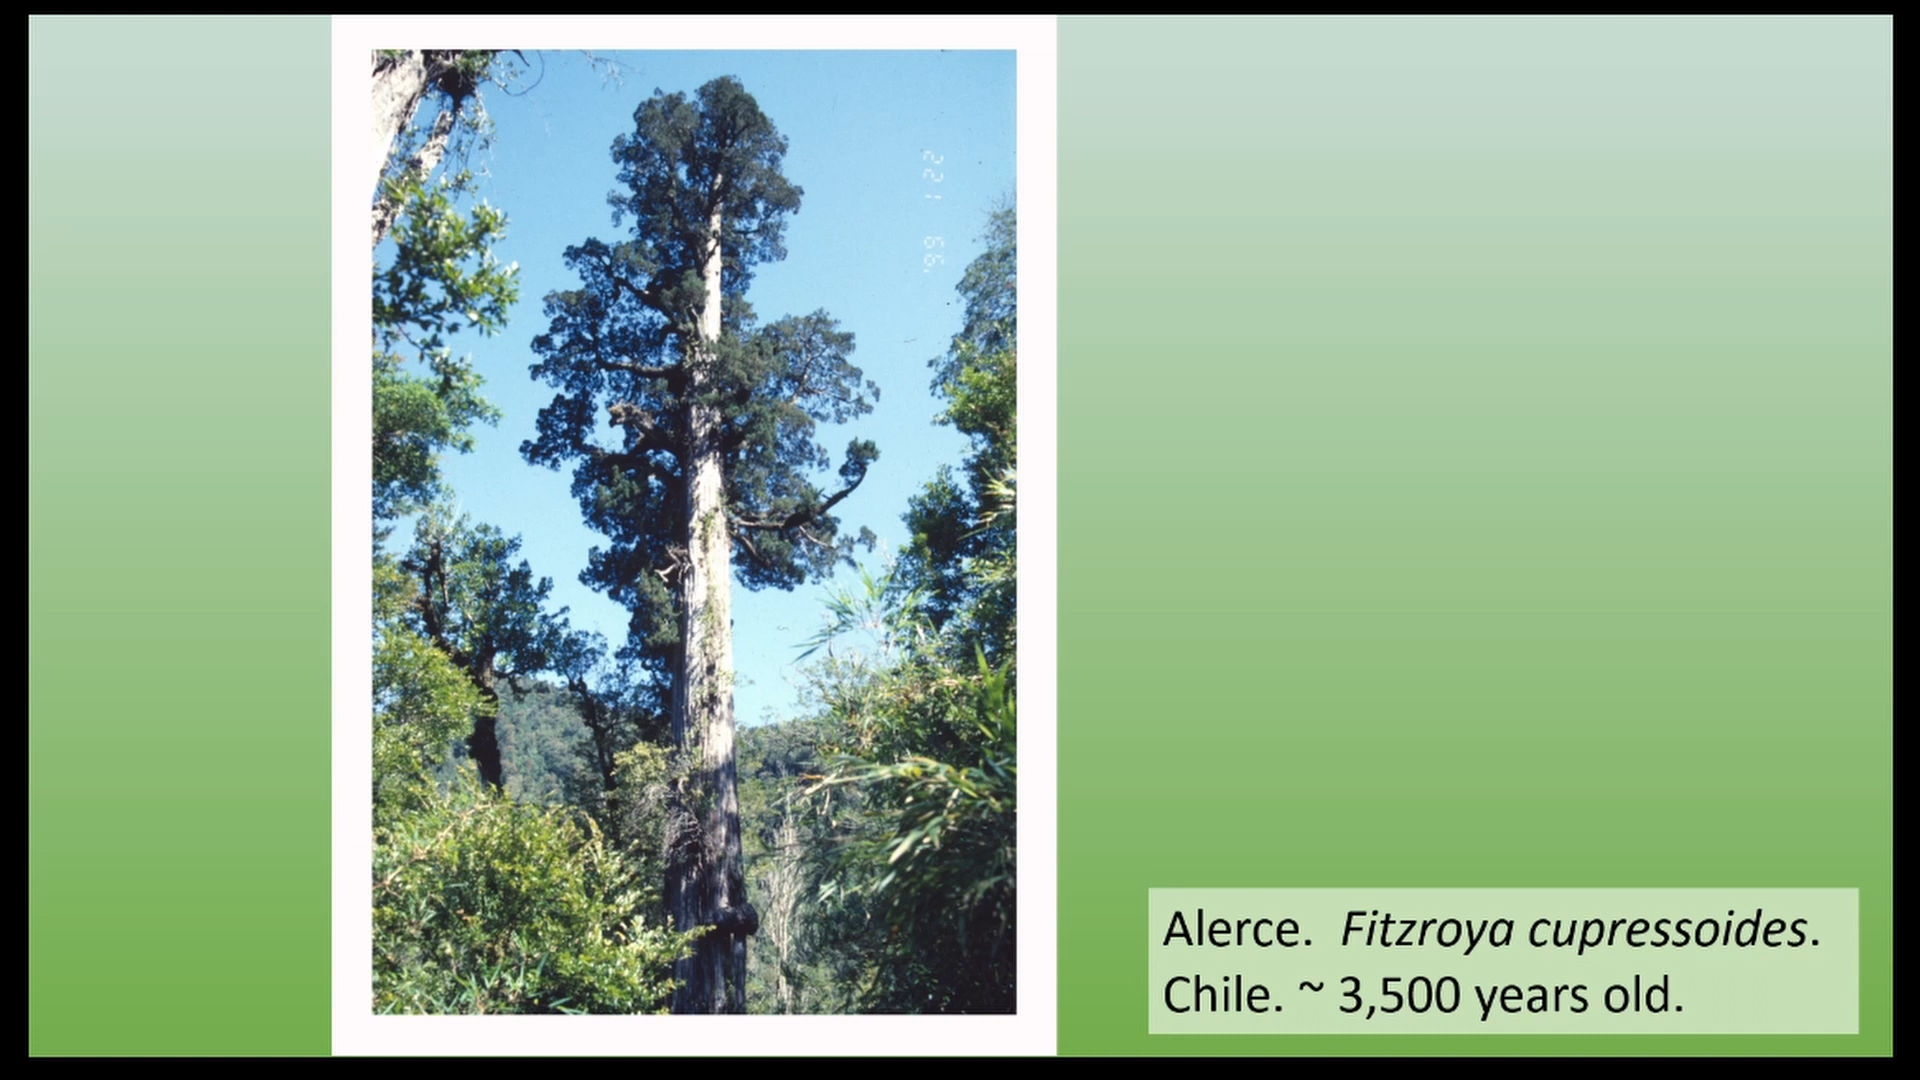 '99 1 22
Alerce. Fitzroya cupressoides.
Chile. ~ 3,500 years old.